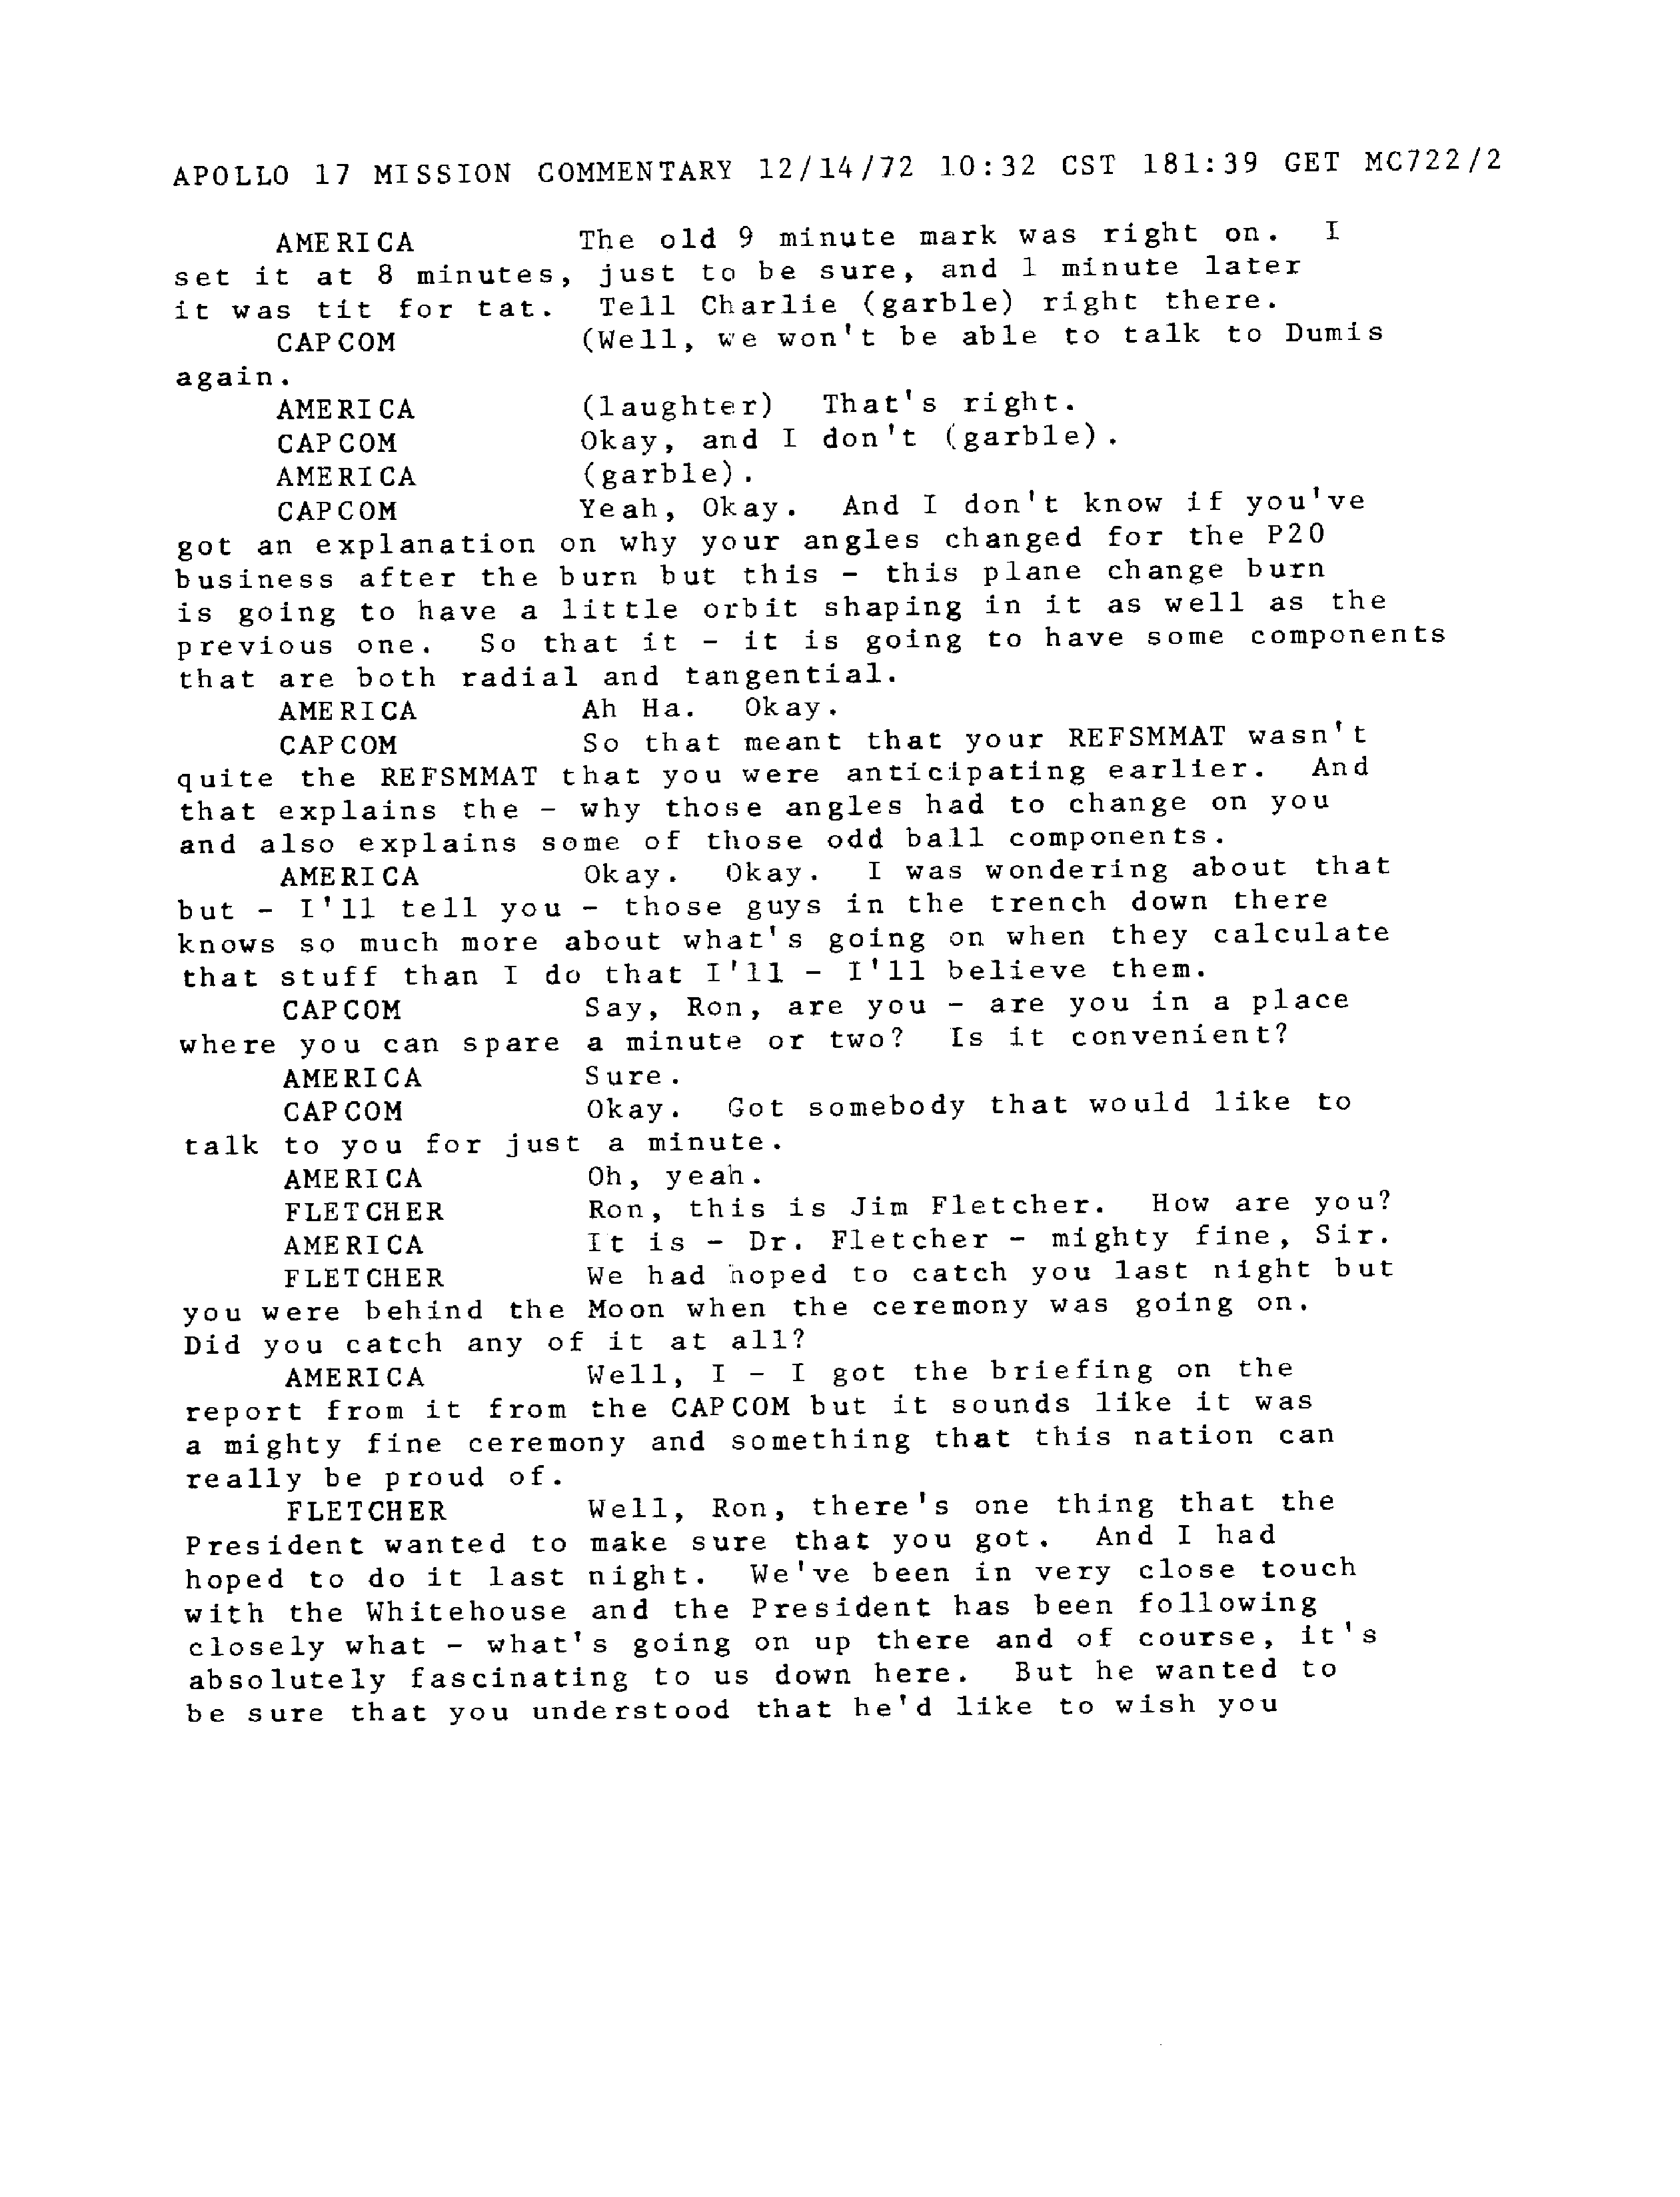 APOLLO 17 MISSION COMMENTARY 12/14/72 10:32 CST 181:39 GET MC722/2
AMERICA The old 9 minute mark was right on. I
set it at 8 minutes, just to be sure, and 1 minute later
it was tit for tat. Tell Charlie (garble) right there.
CAPCOM (Well, we won't be able to talk to Dumis
again.
AMERICA (laughter) That's right.
CAPCOM Okay, and I don't (garble).
AMERICA (garble).
CAPCOM Yeah, Okay. And I don't know if you've
got an explanation on why your angles changed for the P20
business after the burn but this - this plane change burn
is going to have a little orbit shaping in it as well as the
previous one. So that it - it is going to have some components
that are both radial and tangential.
AMERICA Ah Ha. Okay.
CAPCOM So that meant that your REFSMMAT wasn't
quite the REFSMMAT that you were anticipating earlier. And
that explains the - why those angles had to change on you
and also explains some of those odd ball components.
AMERICA Okay. Okay. I was wondering about that
but - I'll tell you - those guys in the trench down there
knows so much more about what's going on when they calculate
that stuff than I do that I'll - I'll believe them.
CAPCOM Say, Ron, are you - are you in a place
where you can spare a minute or two? Is it convenient?
AMERICA Sure.
CAPCOM Okay. Got somebody that would like to
talk to you for just a minute.
AMERICA Oh, yeah.
FLETCHER Ron, this is Jim Fletcher. How are you?
AMERICA It is - Dr. Fletcher - mighty fine, Sir.
FLETCHER We had hoped to catch you last night but
you were behind the Moon when the ceremony was going on.
Did you catch any of it at all?
AMERICA Well, I - I got the briefing on the
report from it from the CAPCOM but it sounds like it was
a mighty fine ceremony and something that this nation can
really be proud of.
FLETCHER Well, Ron, there's one thing that the
President wanted to make sure that you got. And I had
hoped to do it last night. We've been in very close touch
with the Whitehouse and the President has been following
closely what - what's going on up there and of course, it's
absolutely fascinating to us down here. But he wanted to
be sure that you understood that he'd like to wish you